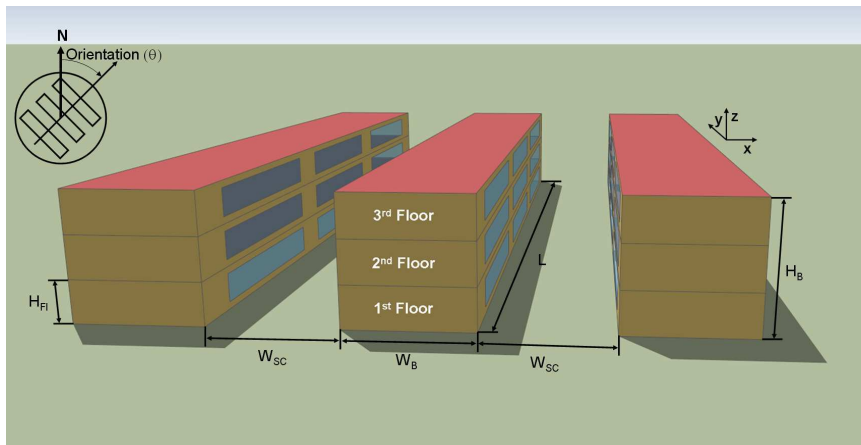 N
Orientation (θ)
y z
x
3rd Floor
2nd Floor
1st Floor
L
HFl
HB
WSC
WB
WSC